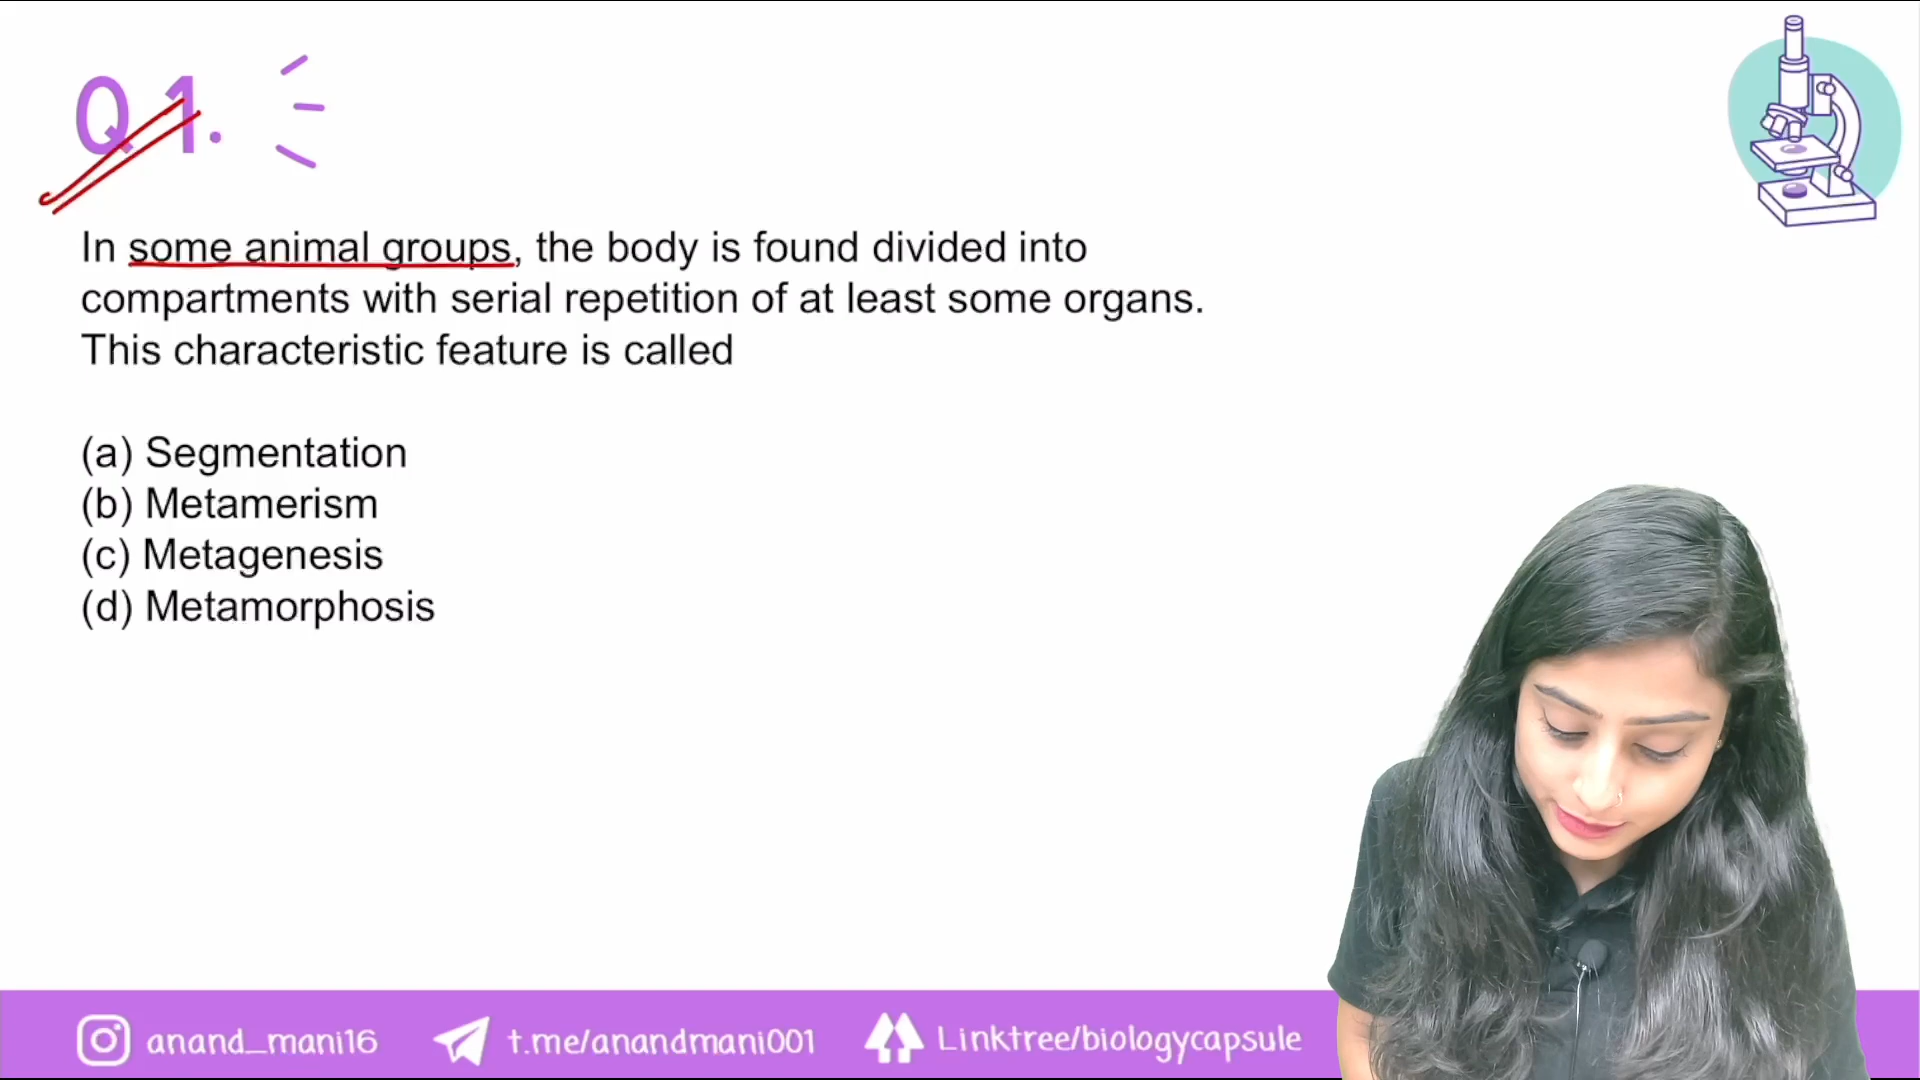 Q 1.
In some animal groups, the body is found divided into
compartments with serial repetition of at least some organs.
This characteristic feature is called
(a) Segmentation
(b) Metamerism
(c) Metagenesis
(d) Metamorphosis
anand_mani16 t.me/anandmani001 Linktree/biologycapsule